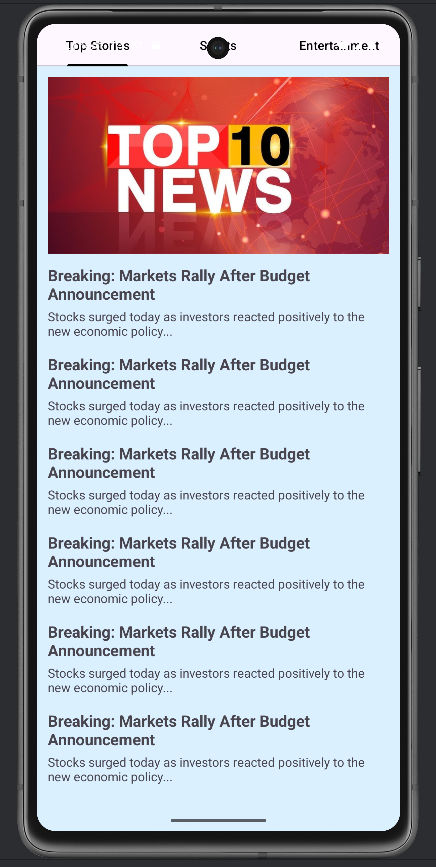 Top Stories
Entertainment
TOP 10
NEWS
Breaking: Markets Rally After Budget
Announcement
Stocks surged today as investors reacted positively to the
new economic policy...
Breaking: Markets Rally After Budget
Announcement
Stocks surged today as investors reacted positively to the
new economic policy...
Breaking: Markets Rally After Budget
Announcement
Stocks surged today as investors reacted positively to the
new economic policy...
Breaking: Markets Rally After Budget
Announcement
Stocks surged today as investors reacted positively to the
new economic policy...
Breaking: Markets Rally After Budget
Announcement
Stocks surged today as investors reacted positively to the
new economic policy...
Breaking: Markets Rally After Budget
Announcement
Stocks surged today as investors reacted positively to the
new economic policy...